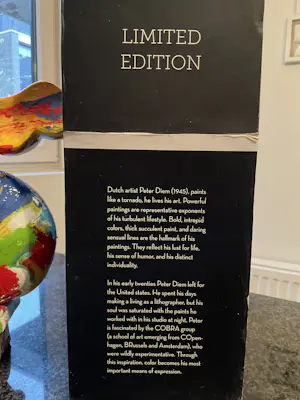 LIMITED
EDITION
Dutch artist Peter Diem (1945), paints
like a tornado, he lives his art. Powerful
paintings are representative exponents
of his turbulent lifestyle. Bold, intrepid
colors, thick succulent paint, and daring
sensual lines are the hallmark of his
paintings. They reflect his lust for life,
his sense of humor, and his distinct
individuality.
In his early twenties Peter Diem left for
the United states. He spent his days
making a living as a lithographer, but his
soul was saturated with the paints he
worked with in his studio at night. Peter
is fascinated by the COBRA group
(a school of art emerging from COpen-
hagen, BRussels and Amsterdam), who
were wildly experimentative. Through
this inspiration, color becomes his most
important means of expression.